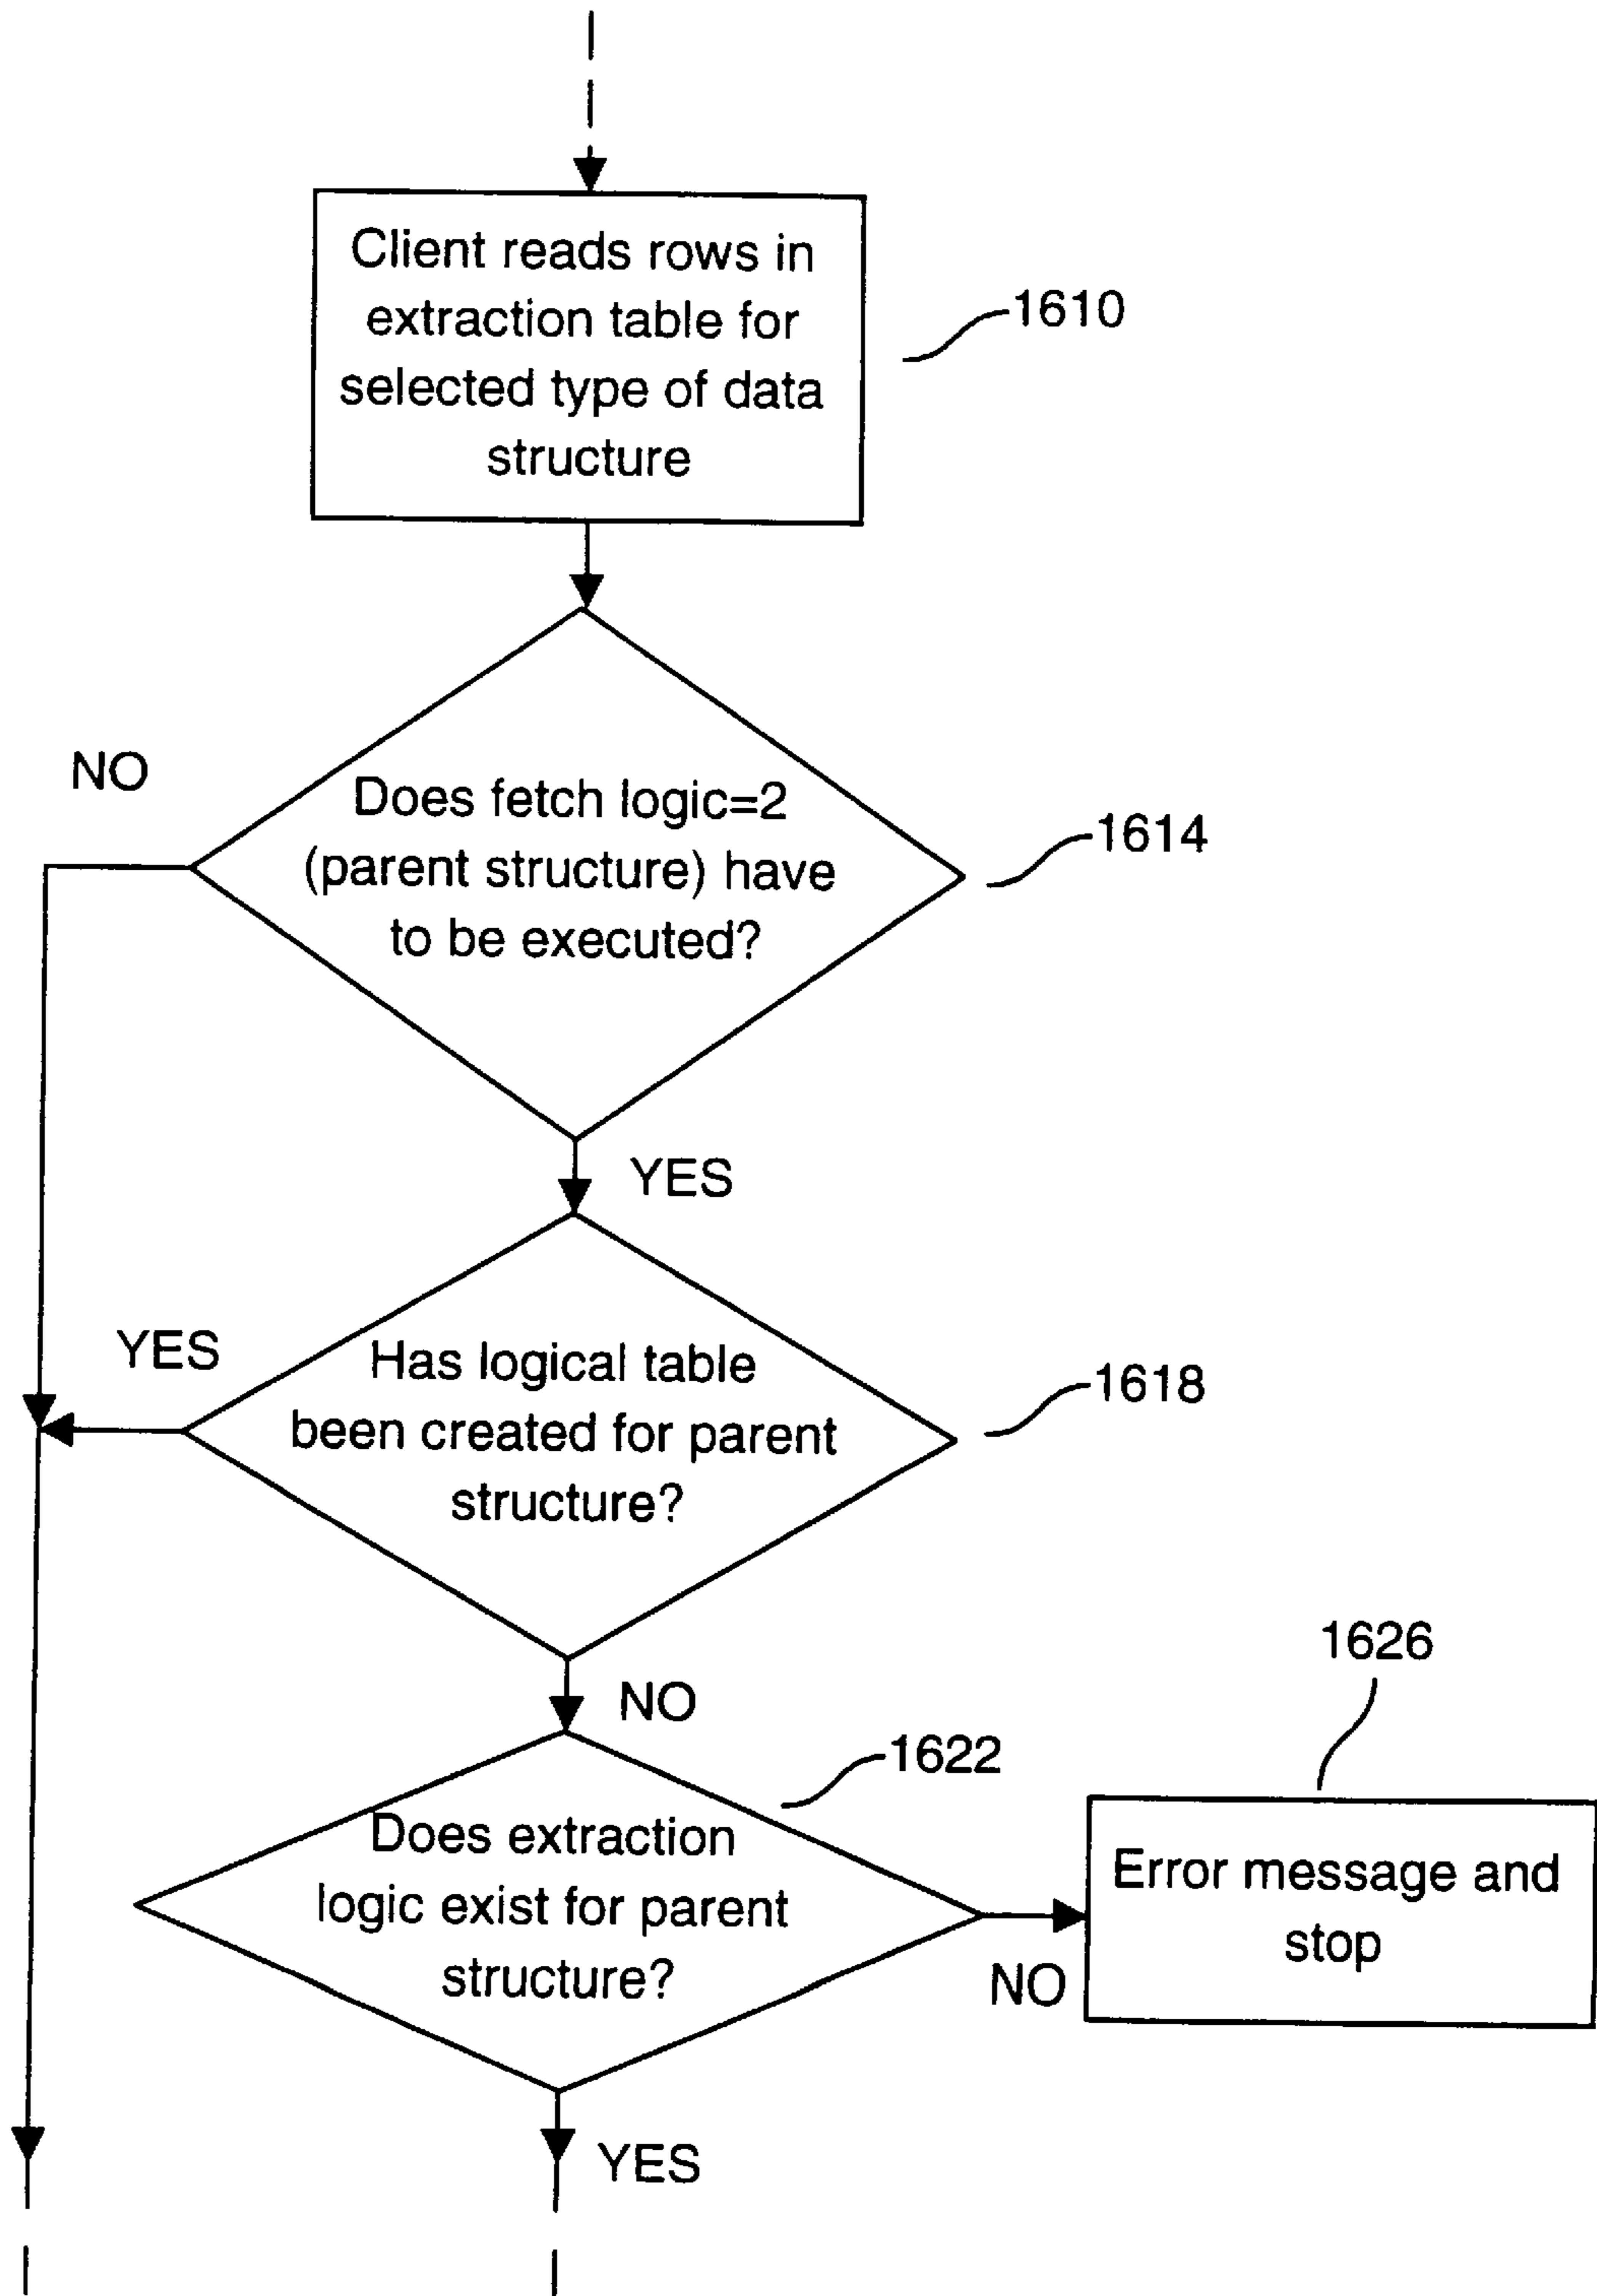 Client reads rows in
extraction table for
selected type of data
structure
1610
NO
Does fetch logic=2
(parent structure) have
to be executed?
1614
YES
YES
Has logical table
been created for parent
structure?
1618
NO
1626
1622
Does extraction
logic exist for parent
structure?
Error message and
stop
NO
YES